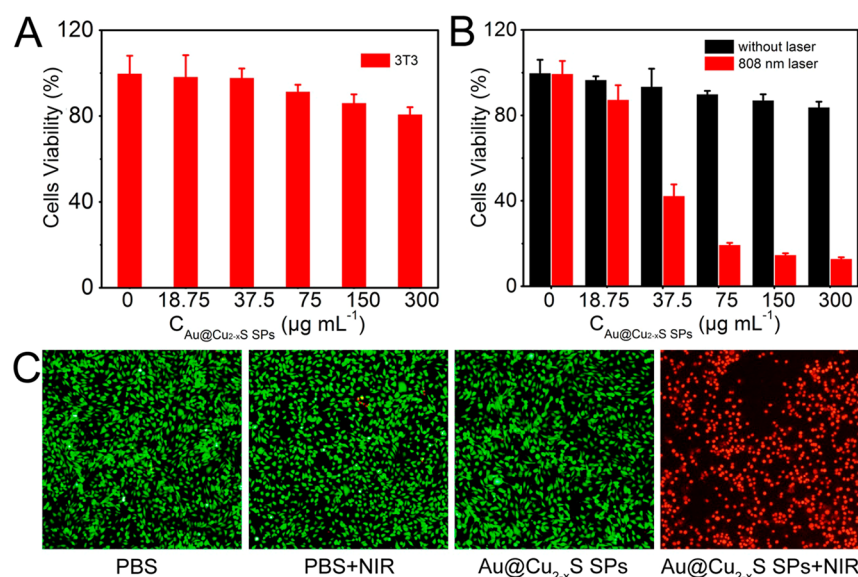 A
120
80
40
0
Cells Viability (%)
3T3
0 18.75 37.5 75 150 300
C Au@Cu2-xS SPs (μg mL⁻¹)
B
120
80
40
0
Cells Viability (%)
without laser
808 nm laser
0 18.75 37.5 75 150 300
C Au@Cu2-xS SPs (μg mL⁻¹)
C
PBS PBS+NIR Au@Cu2-xS SPs Au@Cu2-xS SPs+NIR